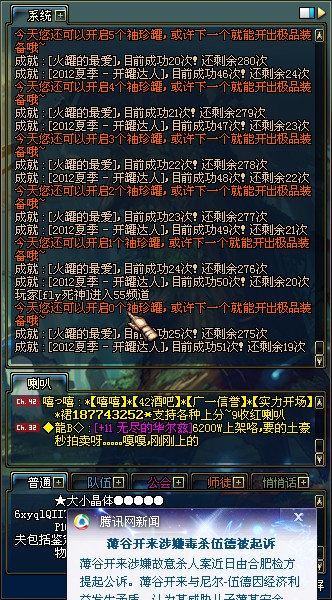 系统
今天您还可以开启5个袖珍罐，或许下一个就能开出极品装
备哦~
成就：[火罐的最爱]，目前成功20次！还剩余280次
成就：[2012夏季 - 开罐达人]，目前成功46次！还剩余24次
今天您还可以开启4个袖珍罐，或许下一个就能开出极品装
备哦~
成就：[火罐的最爱]，目前成功21次！还剩余279次
成就：[2012夏季 - 开罐达人]，目前成功47次！还剩余23次
今天您还可以开启3个袖珍罐，或许下一个就能开出极品装
备哦~
成就：[火罐的最爱]，目前成功22次！还剩余278次
成就：[2012夏季 - 开罐达人]，目前成功48次！还剩余22次
今天您还可以开启2个袖珍罐，或许下一个就能开出极品装
备哦~
成就：[火罐的最爱]，目前成功23次！还剩余277次
成就：[2012夏季 - 开罐达人]，目前成功49次！还剩余21次
今天您还可以开启1个袖珍罐，或许下一个就能开出极品装
备哦~
成就：[火罐的最爱]，目前成功24次！还剩余276次
成就：[2012夏季 - 开罐达人]，目前成功50次！还剩余20次
玩家[fly死神]进入55频道
今天您还可以开启0个袖珍罐，或许下一个就能开出极品装
备哦~
成就：[火罐的最爱]，目前成功25次！还剩余275次
成就：[2012夏季 - 开罐达人]，目前成功51次！还剩余19次
喇叭
Ch. 42 嘻つ嘻：*【嘻嘻】*【42酒吧】*【广一信誉】*【实力开场】
*裙187743252*支持各种上分~9收红喇叭
Ch. 32 ◆龍B◇：[+11 无尽的华尔兹]6200W上架咯，要的土豪
秒拍卖呀……嘎嘎，刚刚上的
普通 队伍 公会 师徒 悄悄话
★大小晶体●●●●●
6xyqlQII
P1
夫包括鉴
物
腾讯网新闻
薄谷开来涉嫌毒杀伍德被起诉
薄谷开来涉嫌故意杀人案近日由合肥检方
提起公诉。薄谷开来与尼尔·伍德因经济利
益发生矛盾，认为其威胁儿子薄某某安全
屏